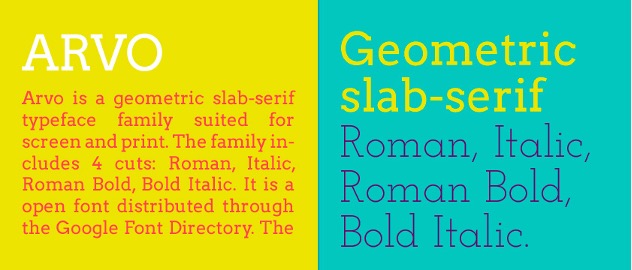 ARVO
Arvo is a geometric slab-serif
typeface family suited for
screen and print. The family in-
cludes 4 cuts: Roman, Italic,
Roman Bold, Bold Italic. It is a
open font distributed through
the Google Font Directory. The
Geometric
slab-serif
Roman, Italic,
Roman Bold,
Bold Italic.